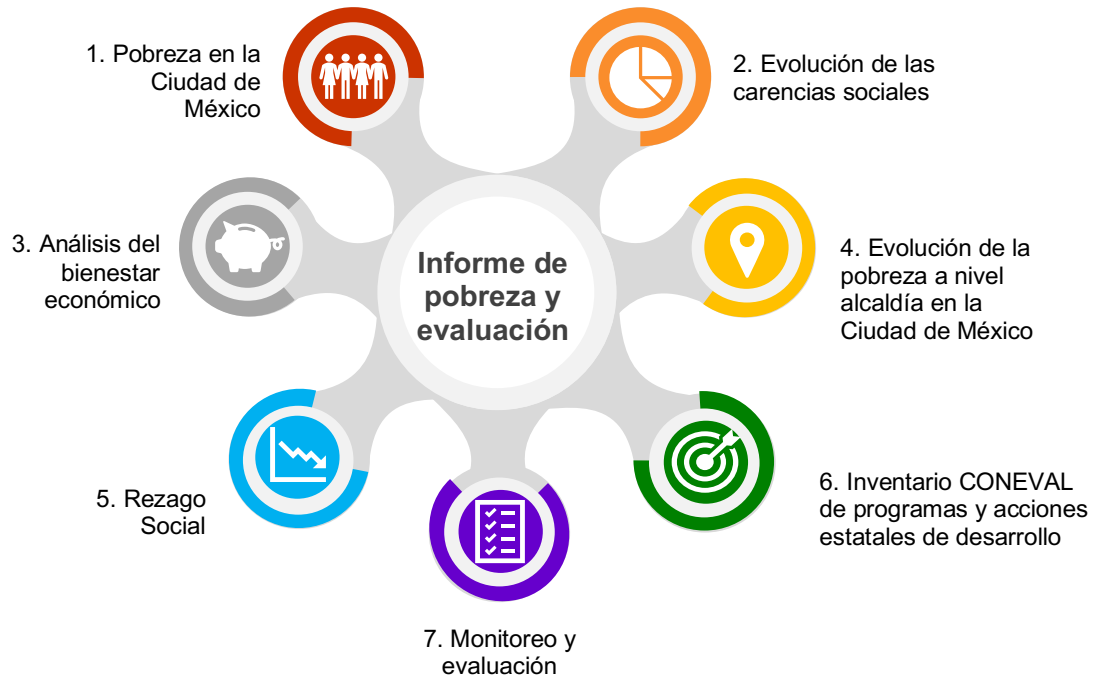 1. Pobreza en la
Ciudad de
México
2. Evolución de las
carencias sociales
3. Análisis del
bienestar
económico
Informe de
pobreza y
evaluación
4. Evolución de la
pobreza a nivel
alcaldía en la
Ciudad de México
5. Rezago
Social
6. Inventario CONEVAL
de programas y acciones
estatales de desarrollo
7. Monitoreo y
evaluación